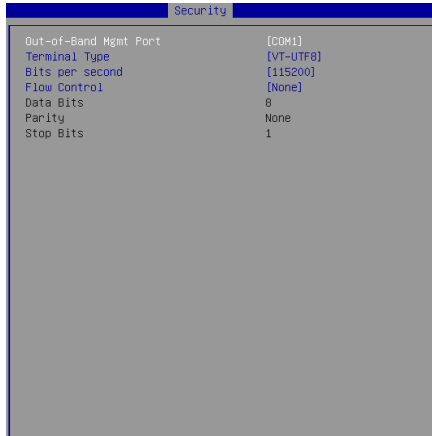 Security
Out-of-Band Mgmt Port [COM1]
Terminal Type [VT-UTF8]
Bits per second [115200]
Flow Control [None]
Data Bits 8
Parity None
Stop Bits 1